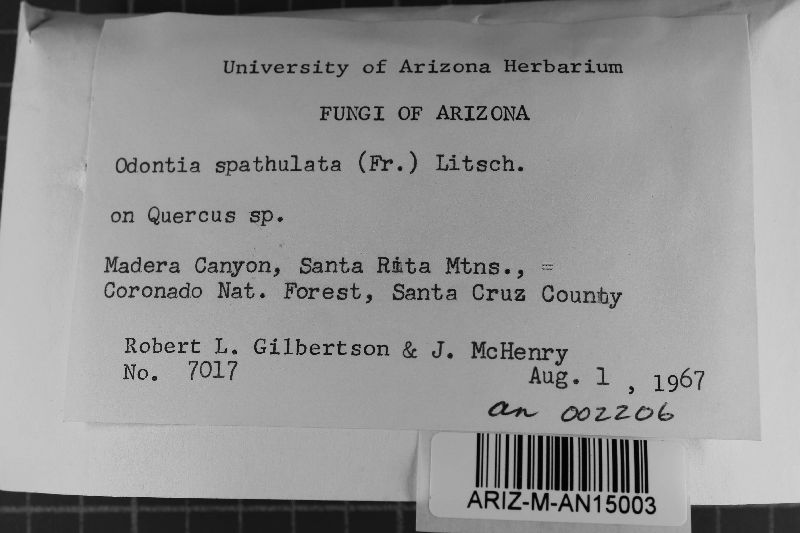 University of Arizona Herbarium
FUNGI OF ARIZONA
Odontia spathulata (Fr.) Litsch.
on Quercus sp.
Madera Canyon, Santa Rita Mtns., =
Coronado Nat. Forest, Santa Cruz County
Robert L. Gilbertson & J. McHenry
No. 7017
Aug. 1 , 1967
an 002206
ARIZ-M-AN15003